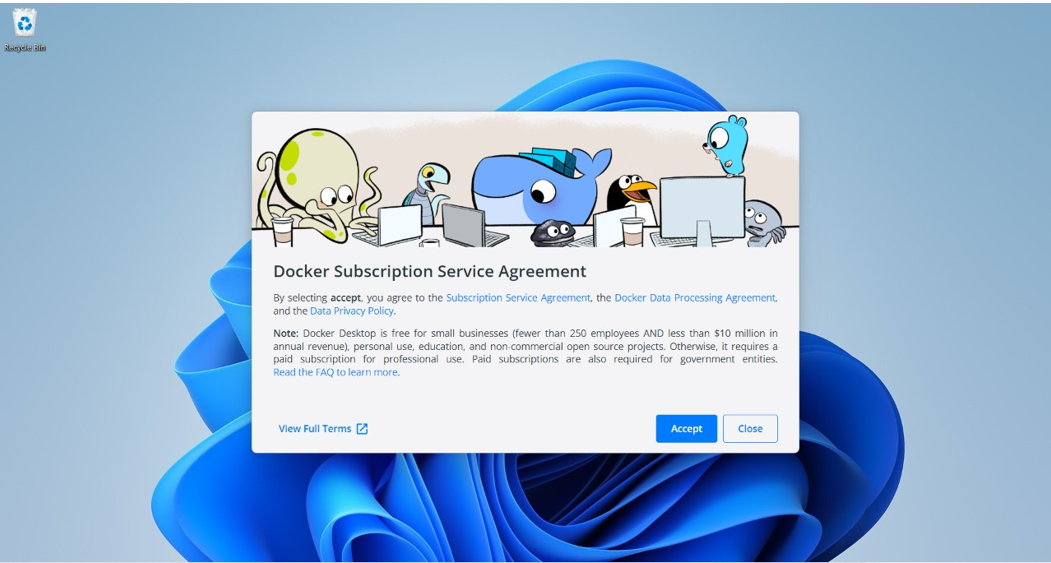 Recycle Bin
Docker Subscription Service Agreement
By selecting accept, you agree to the Subscription Service Agreement, the Docker Data Processing Agreement,
and the Data Privacy Policy.
Note: Docker Desktop is free for small businesses (fewer than 250 employees AND less than $10 million in
annual revenue), personal use, education, and non-commercial open source projects. Otherwise, it requires a
paid subscription for professional use. Paid subscriptions are also required for government entities.
Read the FAQ to learn more.
View Full Terms
Accept
Close